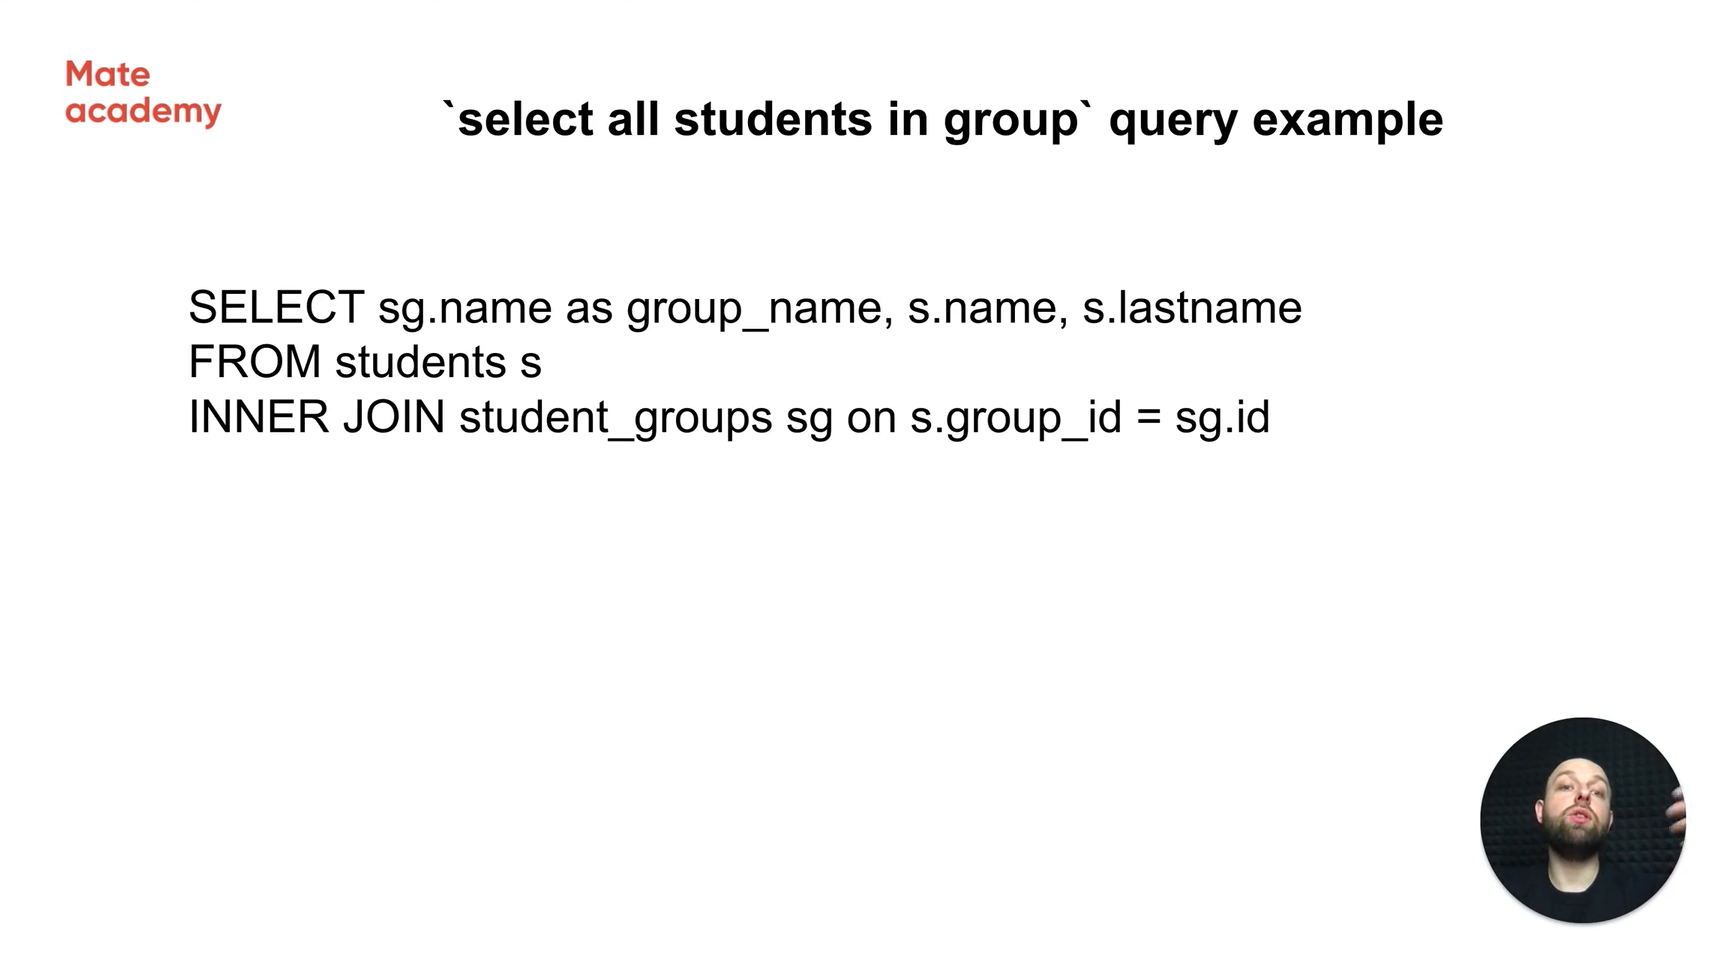 Mate
academy
`select all students in group` query example
SELECT sg.name as group_name, s.name, s.lastname
FROM students s
INNER JOIN student_groups sg on s.group_id = sg.id